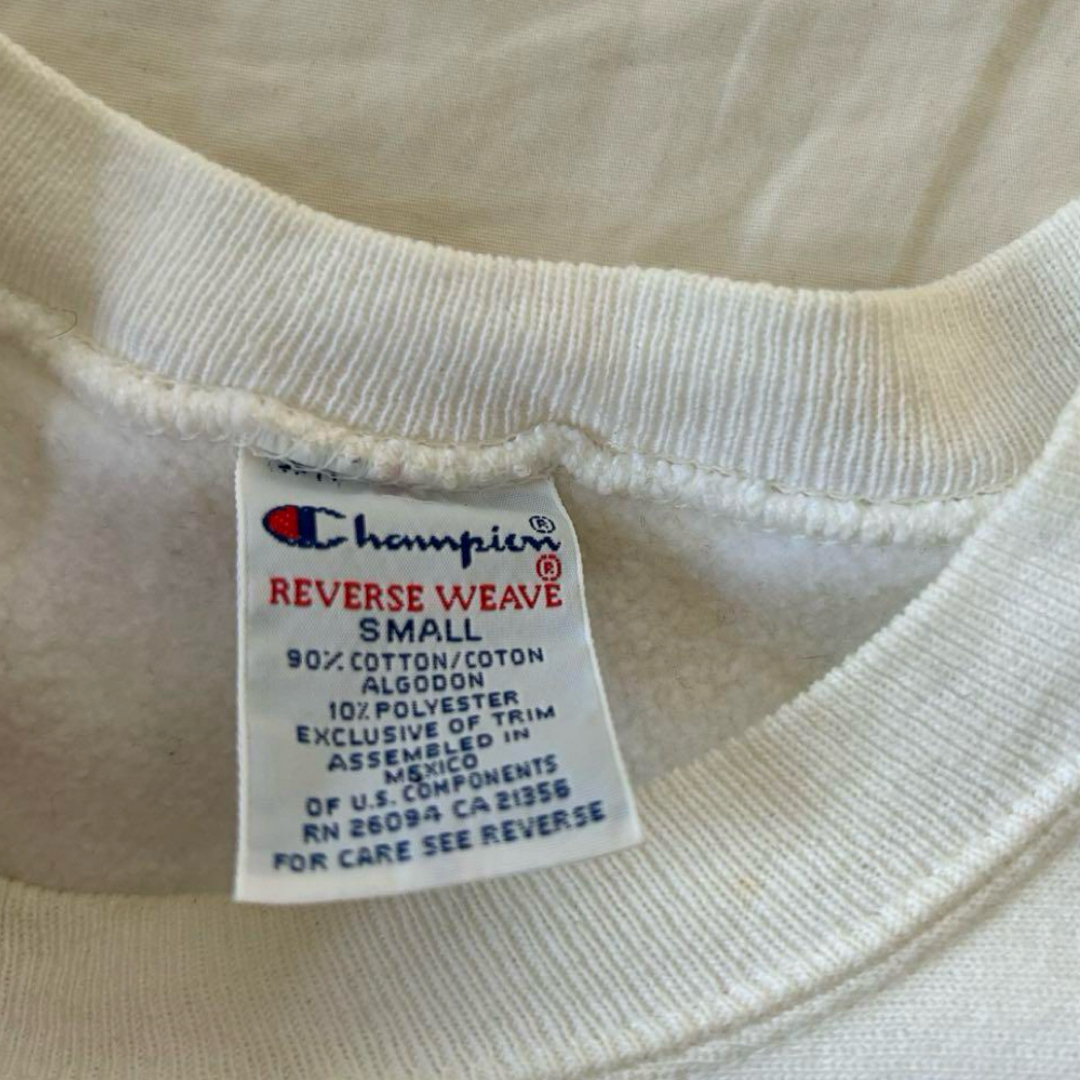 Champion®
REVERSE WEAVE®
SMALL
90% COTTON/COTON
ALGODON
10% POLYESTER
EXCLUSIVE OF TRIM
ASSEMBLED IN
MEXICO
OF U.S. COMPONENTS
RN 26094 CA 21356
FOR CARE SEE REVERSE